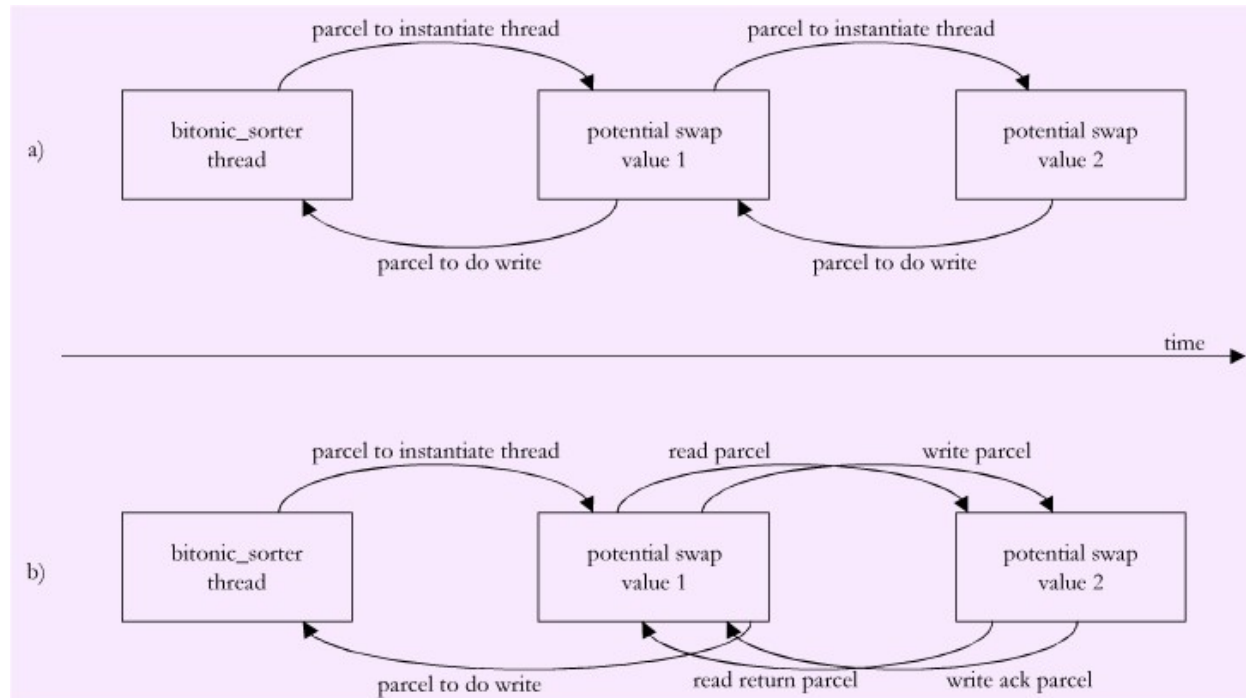 parcel to instantiate thread
parcel to instantiate thread
a)
bitonic_sorter
thread
potential swap
value 1
potential swap
value 2
parcel to do write
parcel to do write
time
parcel to instantiate thread
read parcel
write parcel
b)
bitonic_sorter
thread
potential swap
value 1
potential swap
value 2
parcel to do write
read return parcel
write ack parcel